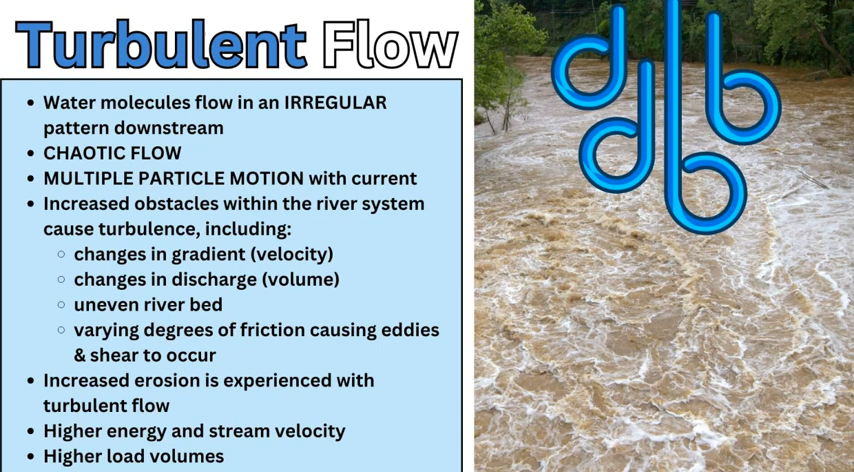 Turbulent Flow
• Water molecules flow in an IRREGULAR
pattern downstream
• CHAOTIC FLOW
• MULTIPLE PARTICLE MOTION with current
• Increased obstacles within the river system
cause turbulence, including:
○ changes in gradient (velocity)
○ changes in discharge (volume)
○ uneven river bed
○ varying degrees of friction causing eddies
& shear to occur
• Increased erosion is experienced with
turbulent flow
• Higher energy and stream velocity
• Higher load volumes